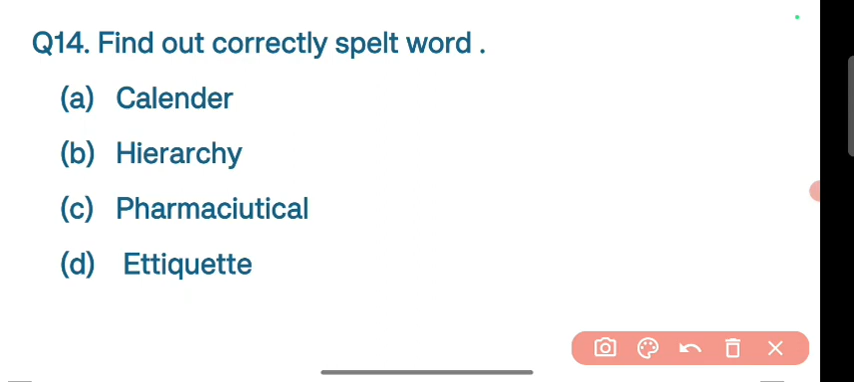 Q14. Find out correctly spelt word .
(a) Calender
(b) Hierarchy
(c) Pharmaciutical
(d) Ettiquette